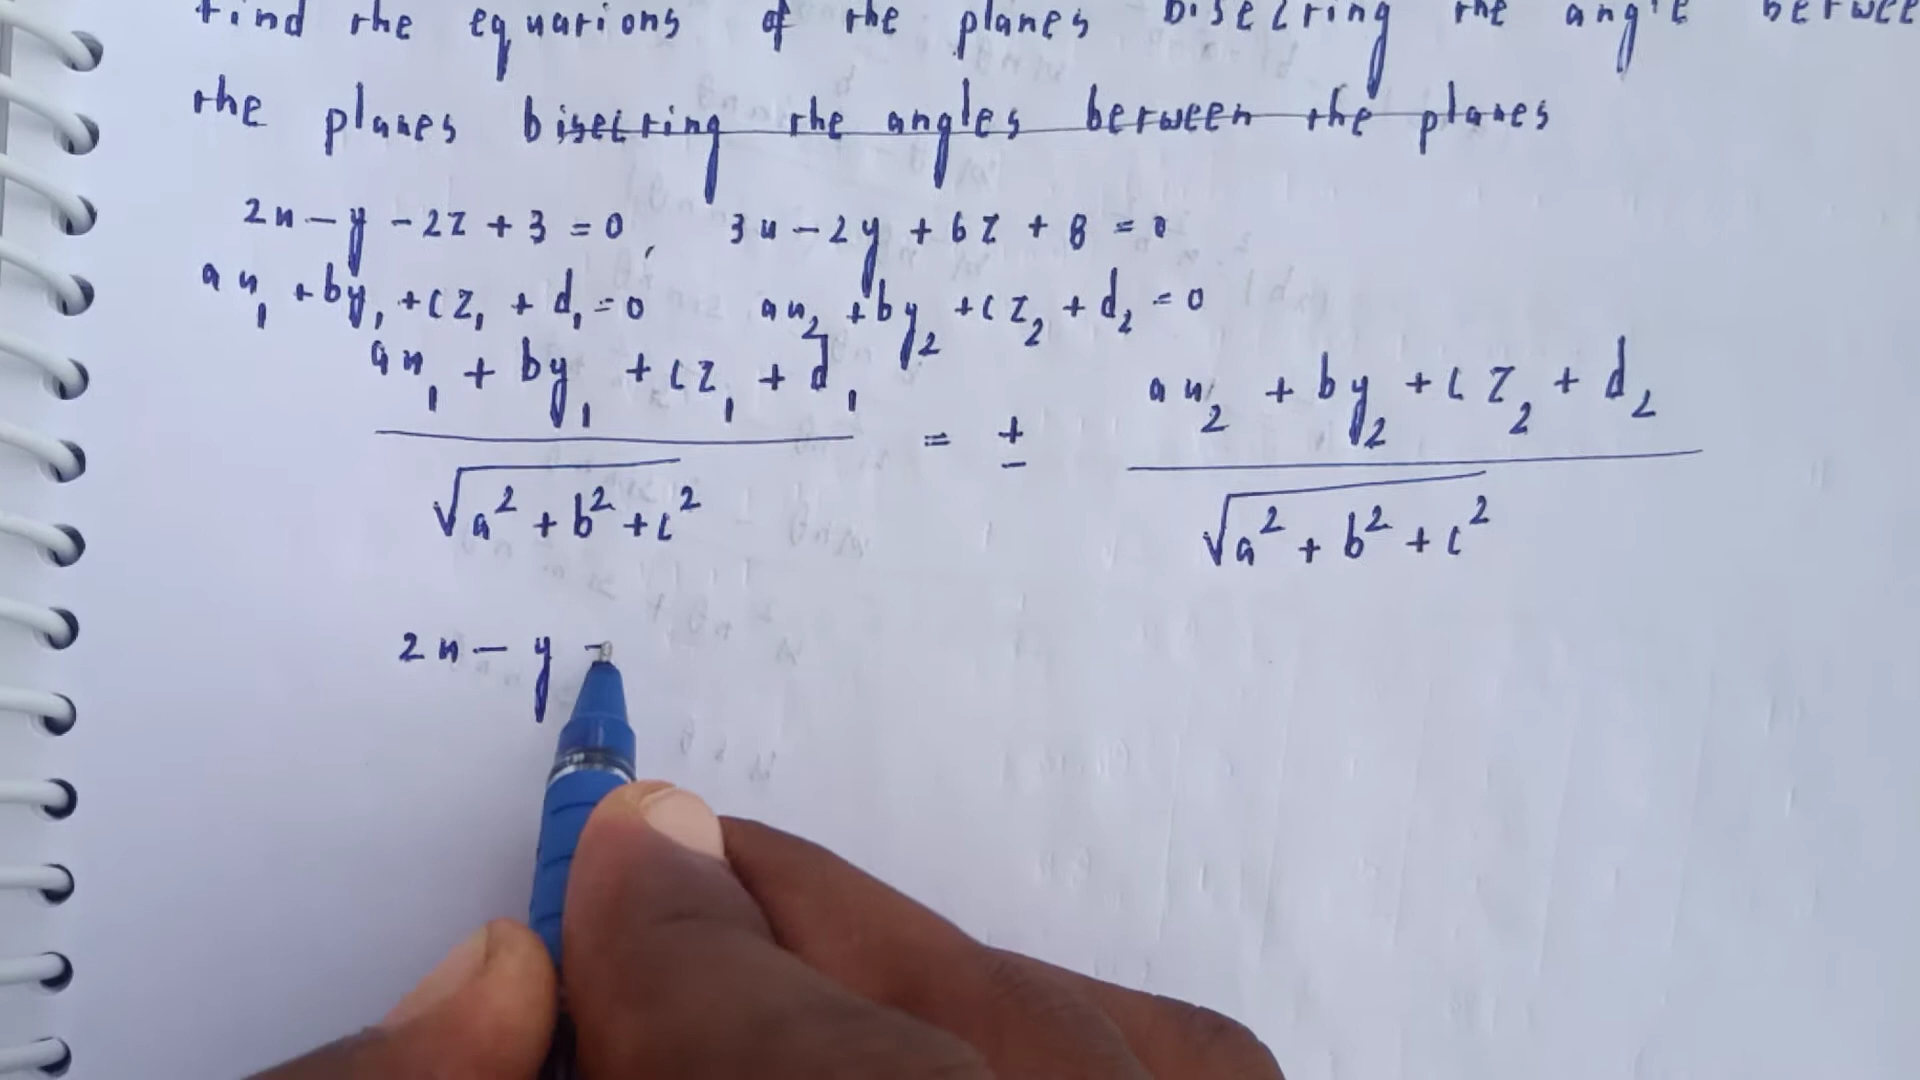 Find the equations of the planes bisecting the angle betwee
the planes bisecting the angles between the planes
2x - y - 2z + 3 = 0, 3x - 2y + 6z + 8 = 0
ax₁ + by₁ + cz₁ + d₁ = 0 ax₂ + by₂ + cz₂ + d₂ = 0
ax₁ + by₁ + cz₁ + d₁ / √a² + b² + c² = ± ax₂ + by₂ + cz₂ + d₂ / √a² + b² + c²
2x - y -